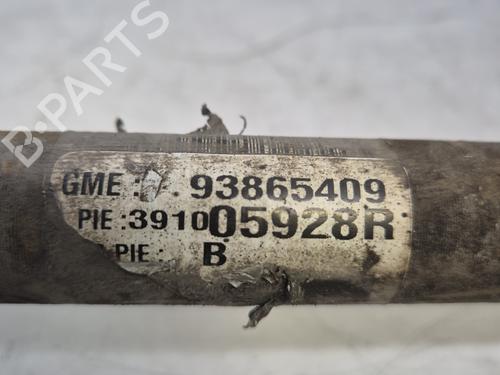 B-PARTS
GME : 93865409
PIE : 391005928R
PIE : B